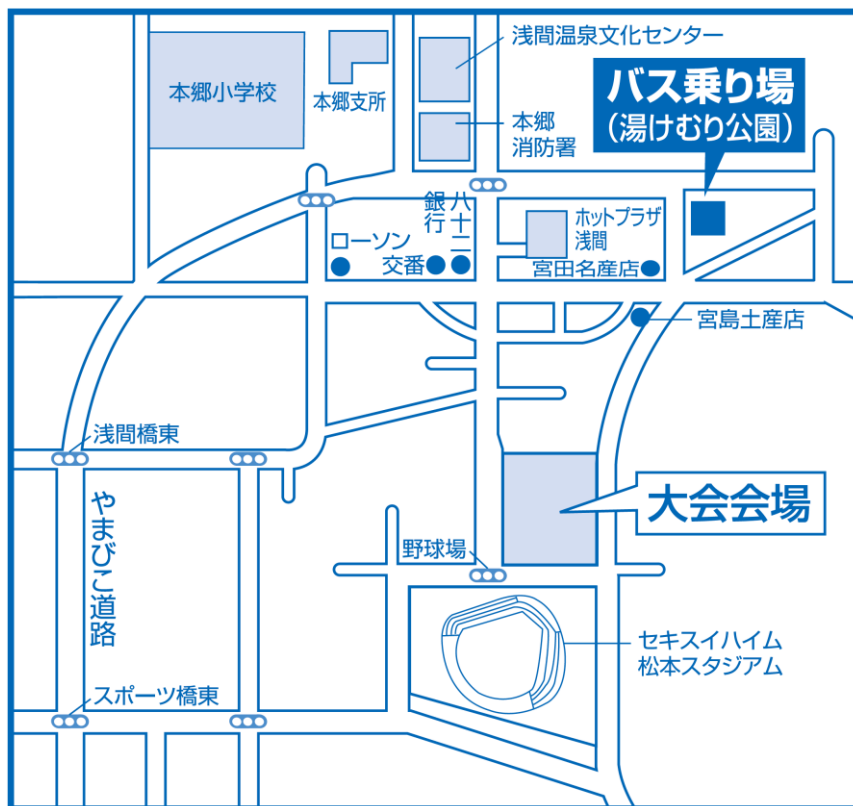 浅間温泉文化センター
本郷小学校
本郷支所
バス乗り場
（湯けむり公園）
本郷
消防署
八十二
銀行
ホットプラザ
浅間
ローソン
交番
宮田名産店
宮島土産店
浅間橋東
やまびこ道路
大会会場
野球場
セキスイハイム
松本スタジアム
スポーツ橋東